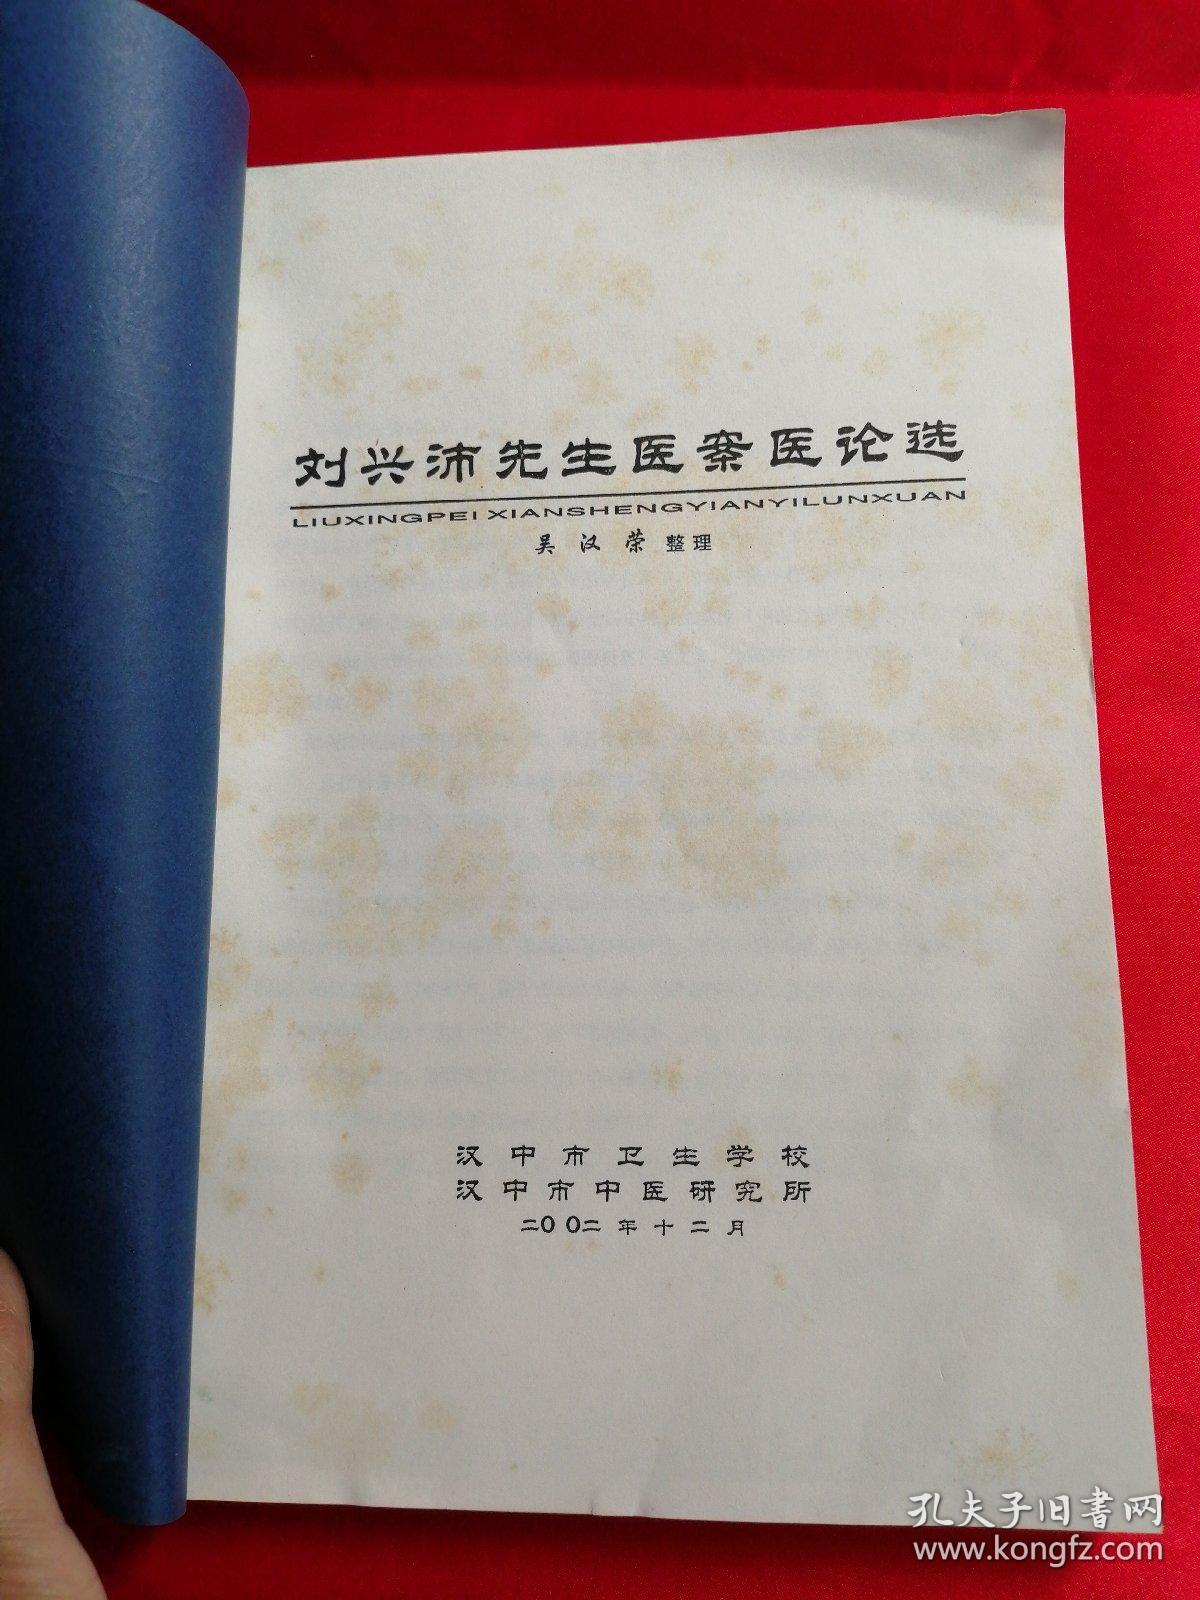 刘兴沛先生医案医论选
LIUXINGPEI XIANSHENGYIANYILUNXUAN
吴汉荣 整理
汉中市卫生学校
汉中市中医研究所
二00二年十二月
孔夫子旧书网
www.kongfz.com